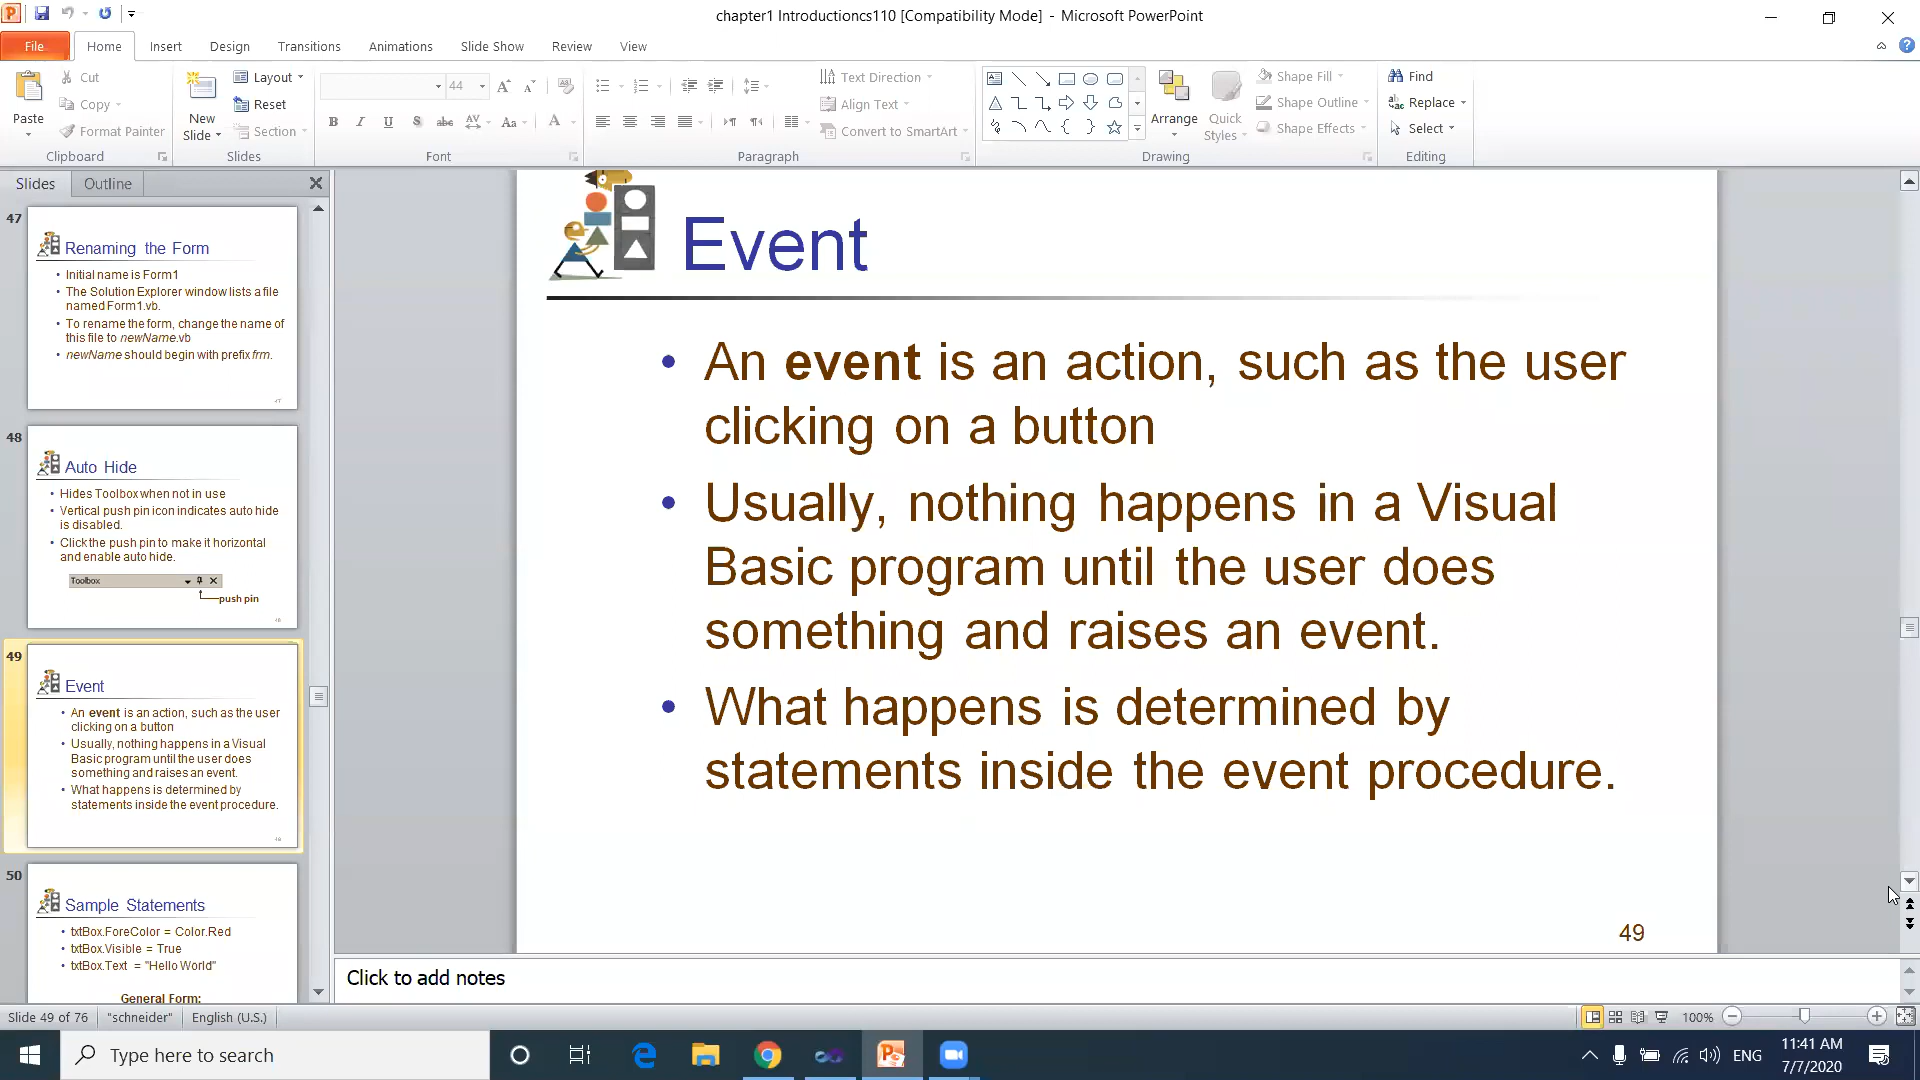 chapter1 Introductioncs110 [Compatibility Mode] - Microsoft PowerPoint
File Home Insert Design Transitions Animations Slide Show Review View
Paste
Cut
Copy
Format Painter
Clipboard
New
Slide
Layout
Reset
Section
Slides
44
B I U S abc AV Aa A
Font
Text Direction
Align Text
Convert to SmartArt
Paragraph
Arrange
Quick
Styles
Shape Fill
Shape Outline
Shape Effects
Drawing
Find
Replace
Select
Editing
Slides Outline
47
Renaming the Form
• Initial name is Form1
• The Solution Explorer window lists a file
named Form1.vb.
• To rename the form, change the name of
this file to newName.vb
• newName should begin with prefix frm.
47
48
Auto Hide
• Hides Toolbox when not in use
• Vertical push pin icon indicates auto hide
is disabled.
• Click the push pin to make it horizontal
and enable auto hide.
Toolbox
push pin
48
49
Event
• An event is an action, such as the user
clicking on a button
• Usually, nothing happens in a Visual
Basic program until the user does
something and raises an event.
• What happens is determined by
statements inside the event procedure.
49
50
Sample Statements
• txtBox.ForeColor = Color.Red
• txtBox.Visible = True
• txtBox.Text = "Hello World"
General Form:
Event
• An event is an action, such as the user
clicking on a button
• Usually, nothing happens in a Visual
Basic program until the user does
something and raises an event.
• What happens is determined by
statements inside the event procedure.
49
Click to add notes
Slide 49 of 76 "schneider" English (U.S.) 100%
Type here to search
ENG
11:41 AM
7/7/2020